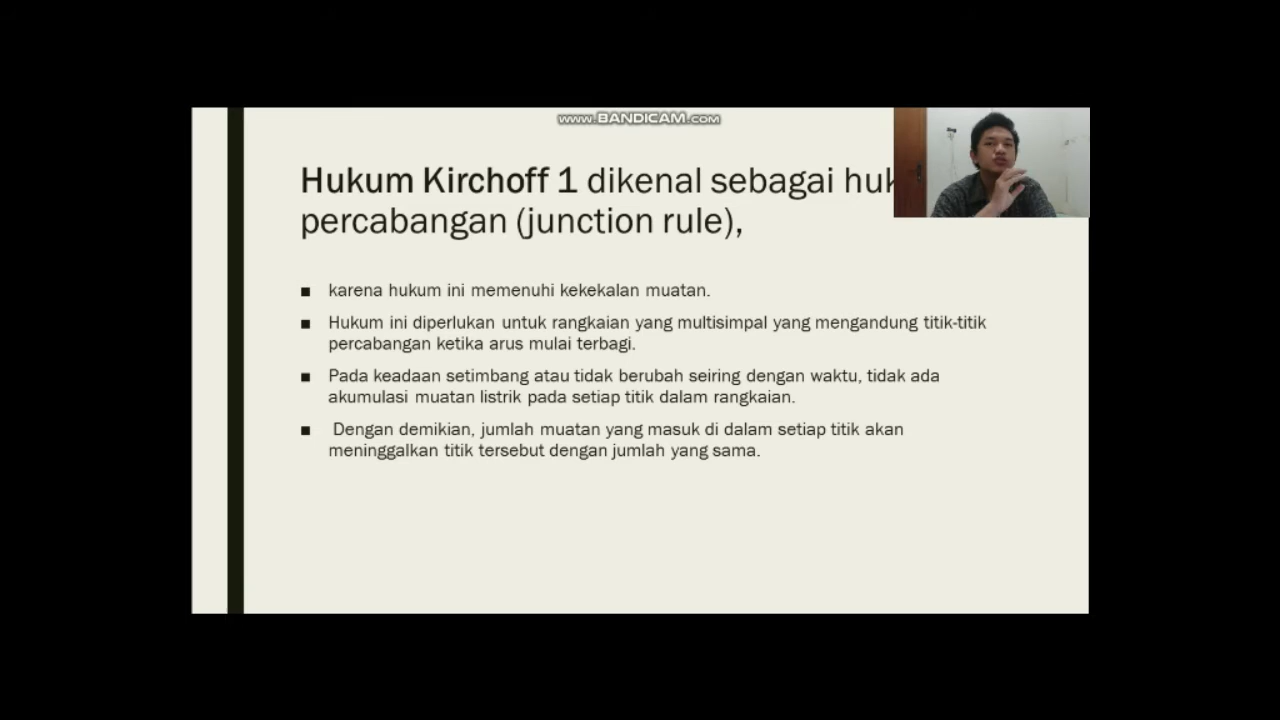 www.BANDICAM.com
Hukum Kirchoff 1 dikenal sebagai
percabangan (junction rule),
■ karena hukum ini memenuhi kekekalan muatan.
■ Hukum ini diperlukan untuk rangkaian yang multisimpal yang mengandung titik-titik
percabangan ketika arus mulai terbagi.
■ Pada keadaan setimbang atau tidak berubah seiring dengan waktu, tidak ada
akumulasi muatan listrik pada setiap titik dalam rangkaian.
■ Dengan demikian, jumlah muatan yang masuk di dalam setiap titik akan
meninggalkan titik tersebut dengan jumlah yang sama.